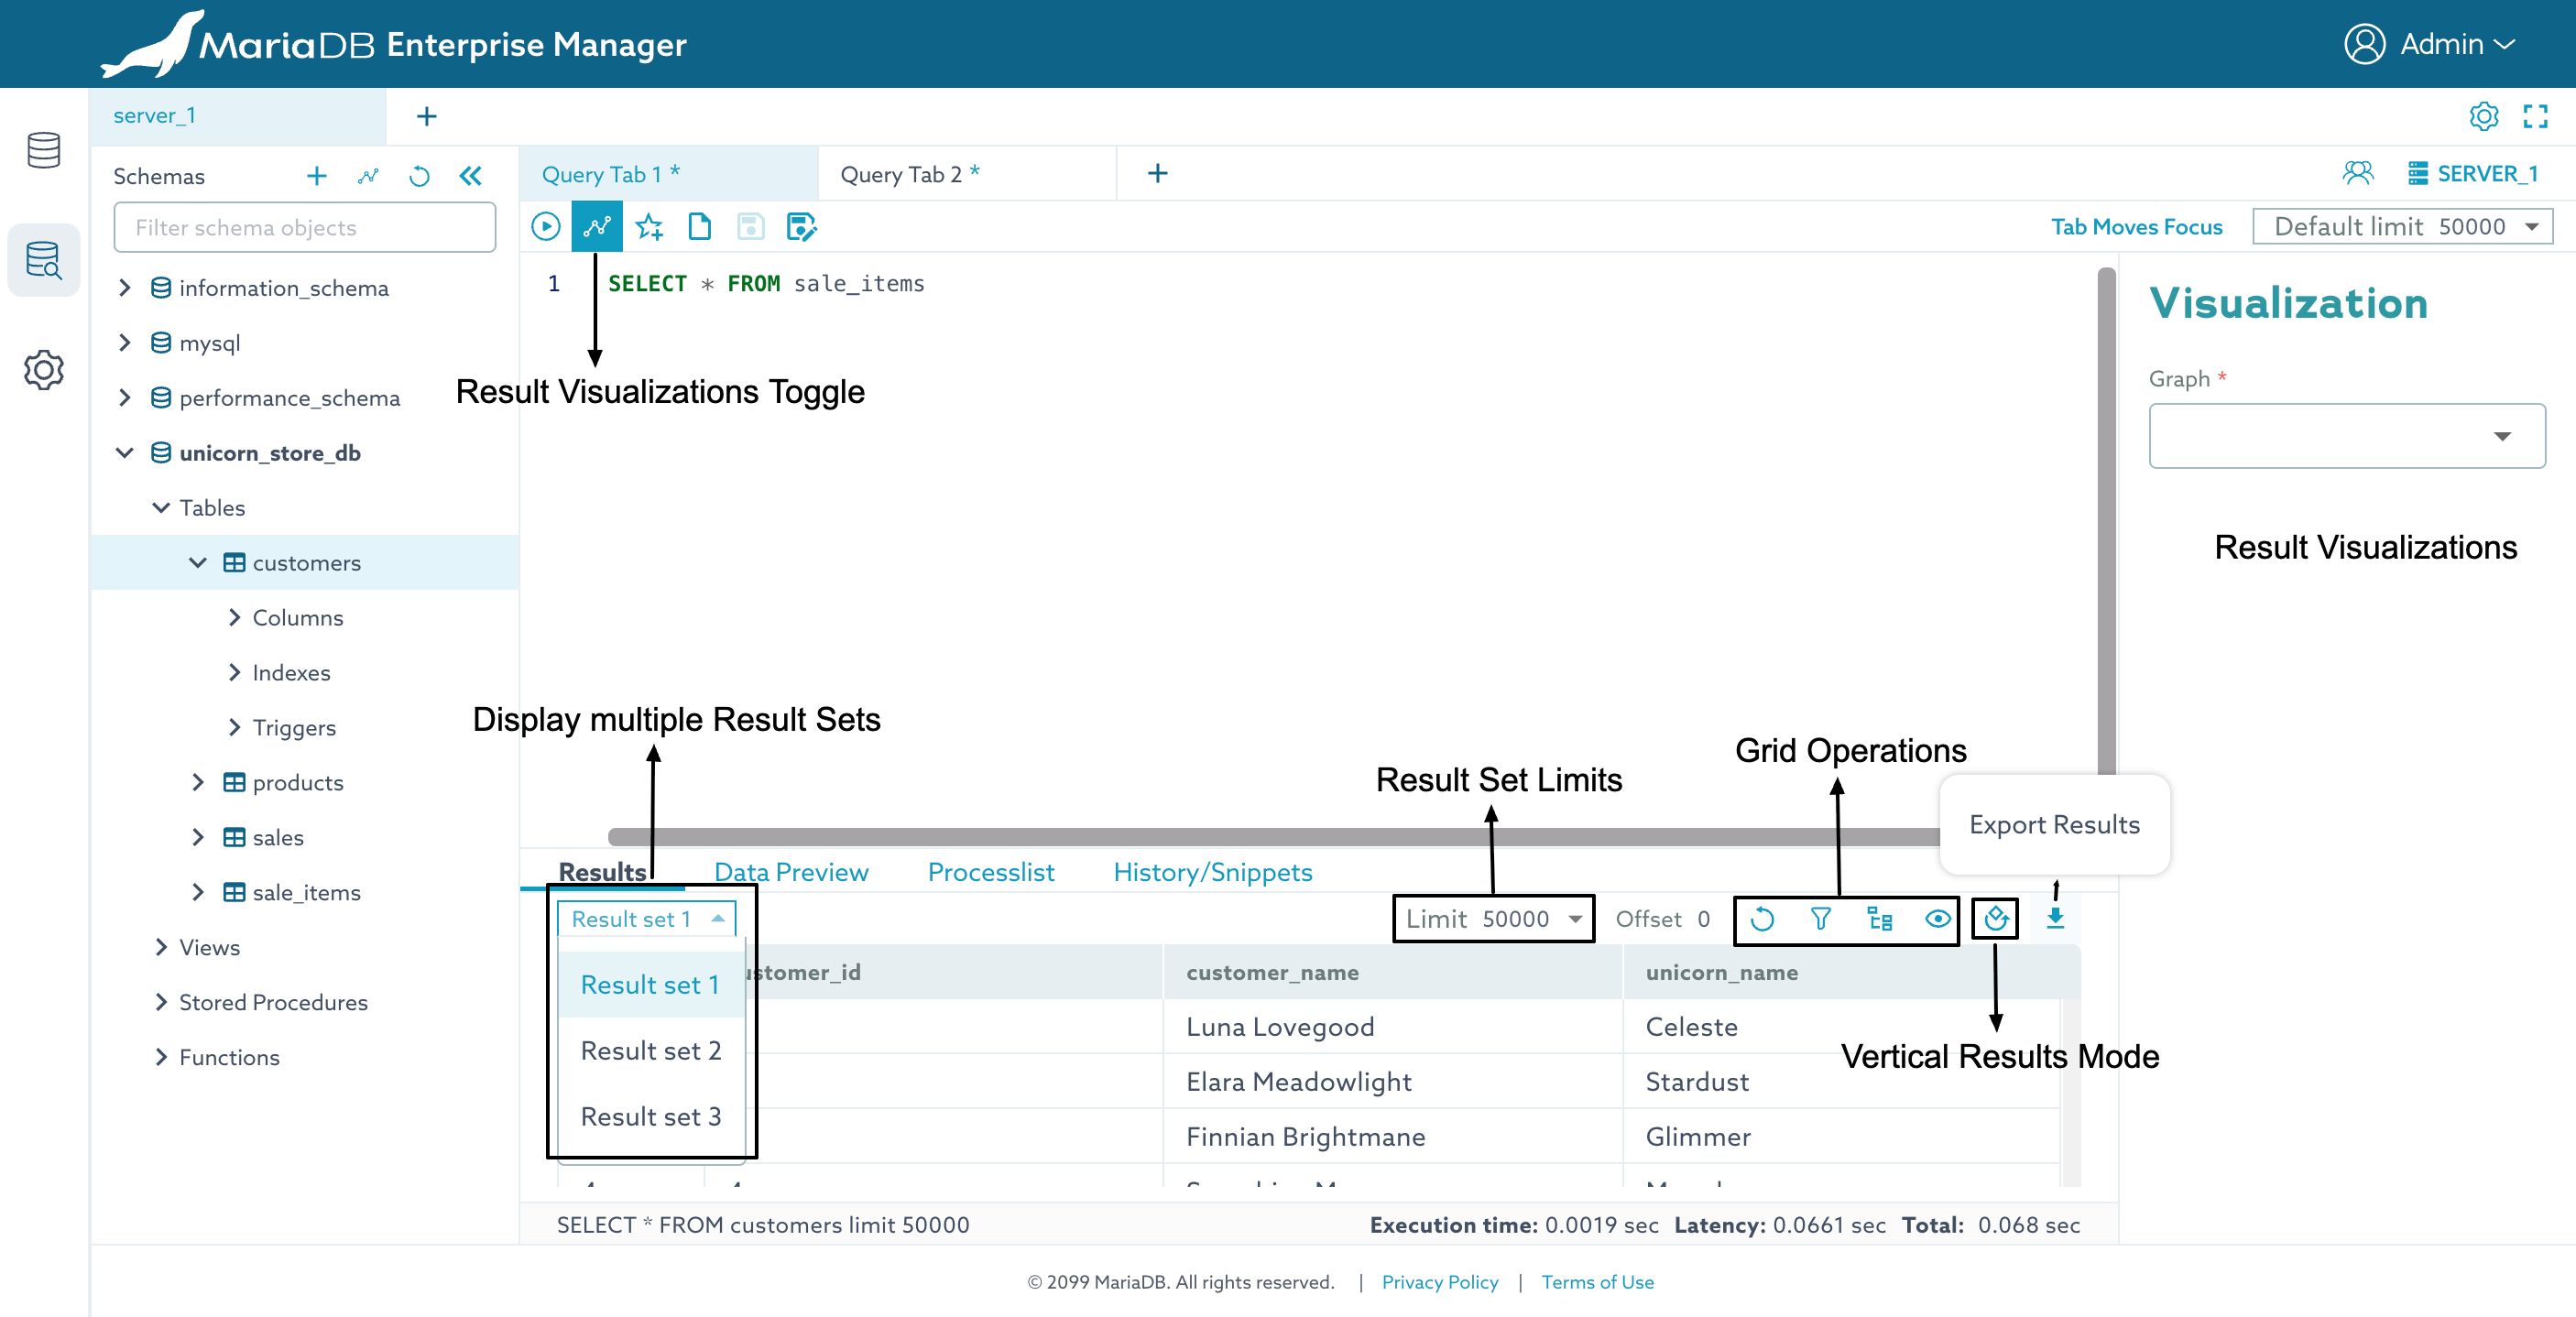 MariaDB Enterprise Manager
Admin
server_1
Schemas
Query Tab 1 *
Query Tab 2 *
SERVER_1
Filter schema objects
Tab Moves Focus
Default limit 50000
information_schema
mysql
performance_schema
unicorn_store_db
Tables
customers
Columns
Indexes
Triggers
products
sales
sale_items
Views
Stored Procedures
Functions
1 SELECT * FROM sale_items
Result Visualizations Toggle
Visualization
Graph *
Result Visualizations
Display multiple Result Sets
Result Set Limits
Grid Operations
Export Results
Results
Data Preview
Processlist
History/Snippets
Result set 1
Limit 50000
Offset 0
Result set 1
Result set 2
Result set 3
ustomer_id
customer_name
unicorn_name
Luna Lovegood
Celeste
Vertical Results Mode
Elara Meadowlight
Stardust
Finnian Brightmane
Glimmer
SELECT * FROM customers limit 50000
Execution time: 0.0019 sec Latency: 0.0661 sec Total: 0.068 sec
© 2099 MariaDB. All rights reserved. | Privacy Policy | Terms of Use